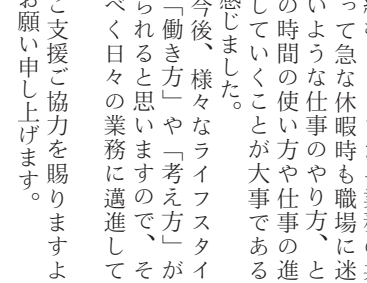 って急な休暇時も職場に迷
いような仕事のやり方、と
の時間の使い方や仕事の進
していくことが大事である
感じました。
今後、様々なライフスタイ
「働き方」や「考え方」が
られると思いますので、そ
べく日々の業務に邁進して
ご支援ご協力を賜りますよ
お願い申し上げます。